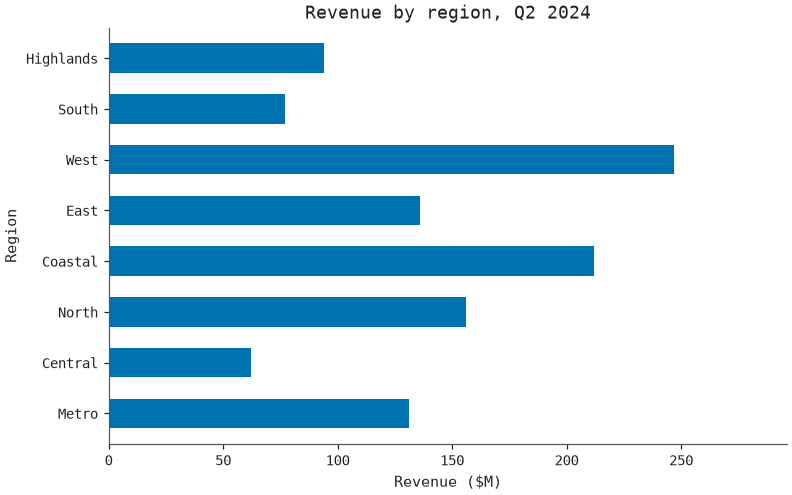 Revenue by region, Q2 2024
Region
Highlands
South
West
East
Coastal
North
Central
Metro
0 50 100 150 200 250
Revenue ($M)